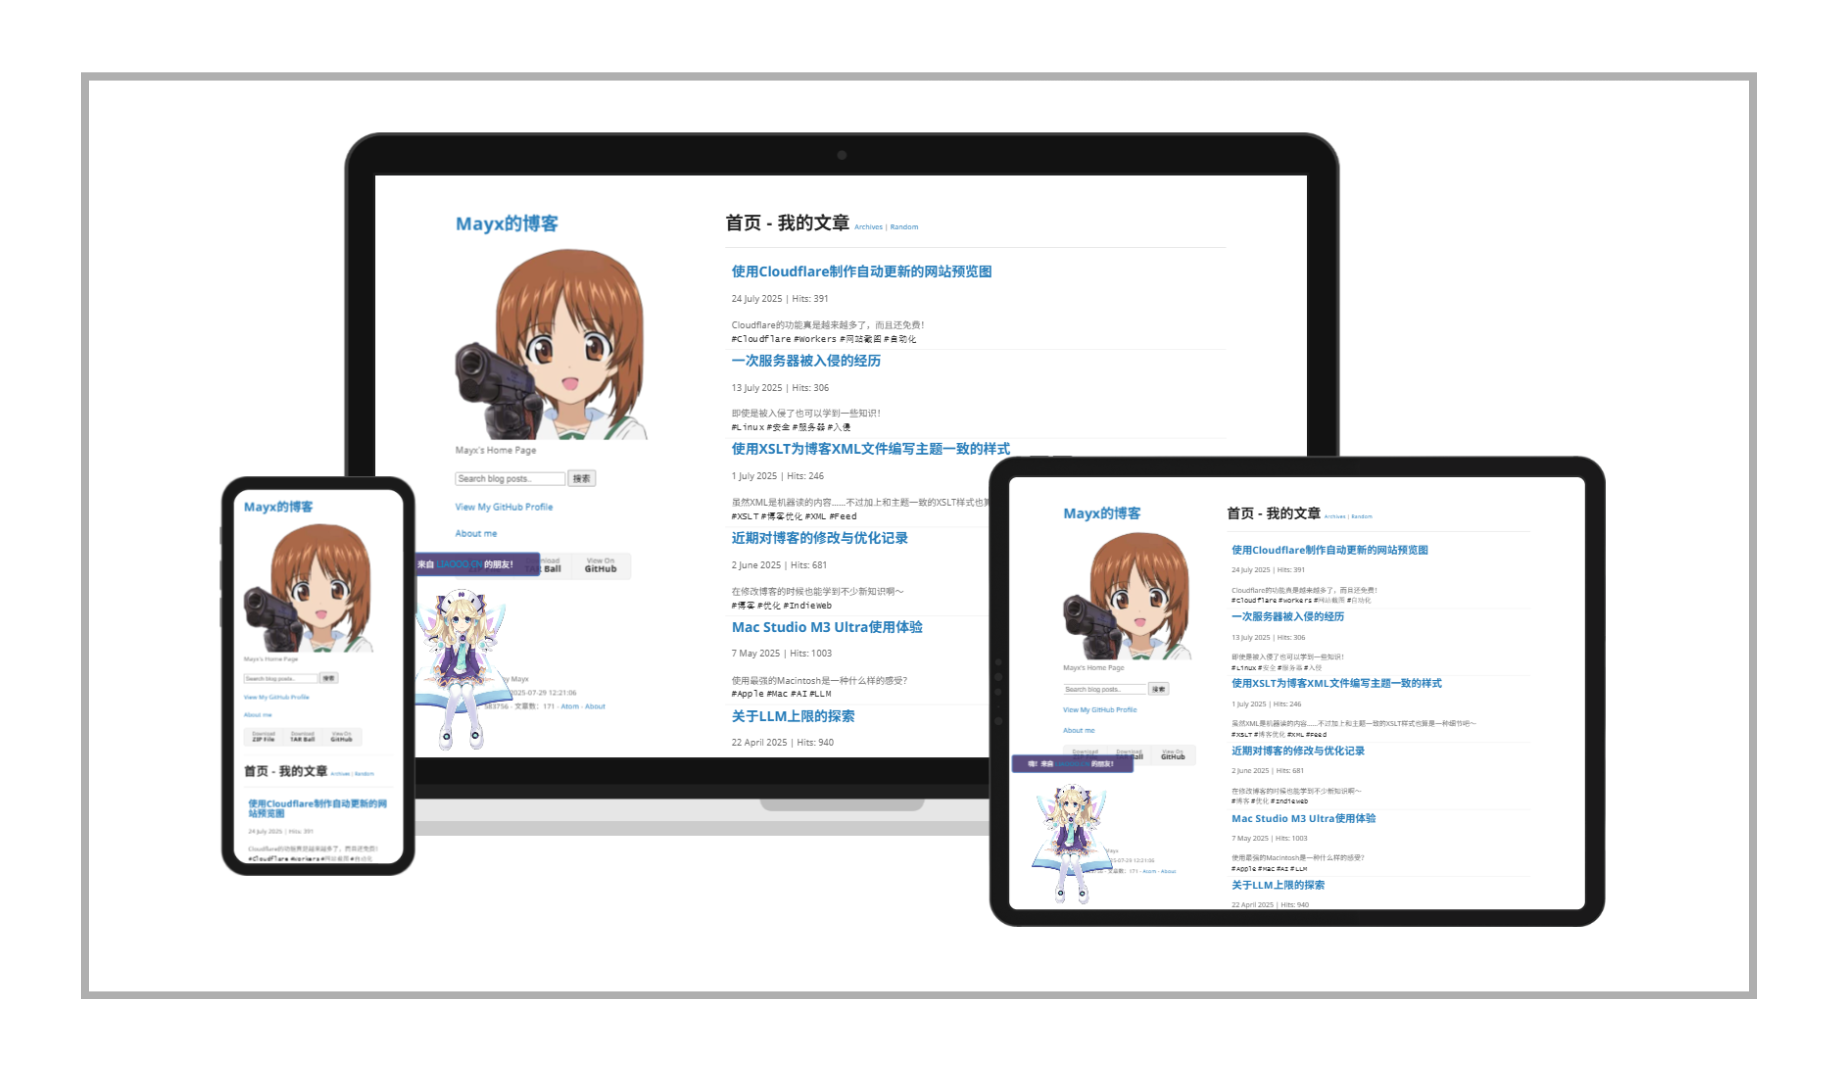 Mayx的博客
Mayx's Home Page
Search blog posts.. 搜索
View My GitHub Profile
About me
来自 LIAOOO CN 的朋友！
Ball
View On
GitHub
by Mayx
2025-07-29 12:21:06
583756 - 文章数：171 - Atom - About
首页 - 我的文章 Archives | Random
使用Cloudflare制作自动更新的网站预览图
24 July 2025 | Hits: 391
Cloudflare的功能真是越来越多了，而且还免费！
#Cloudflare #Workers #网站截图 #自动化
一次服务器被入侵的经历
13 July 2025 | Hits: 306
即使是被入侵了也可以学到一些知识！
#Linux #安全 #服务器 #入侵
使用XSLT为博客XML文件编写主题一致的样式
1 July 2025 | Hits: 246
虽然XML是机器读的内容……不过加上和主题一致的XSLT样式也算
#XSLT #博客优化 #XML #Feed
近期对博客的修改与优化记录
2 June 2025 | Hits: 681
在修改博客的时候也能学到不少新知识啊～
#博客 #优化 #IndieWeb
Mac Studio M3 Ultra使用体验
7 May 2025 | Hits: 1003
使用最强的Macintosh是一种什么样的感受？
#Apple #Mac #AI #LLM
关于LLM上限的探索
22 April 2025 | Hits: 940
Mayx的博客
Mayx's Home Page
Search blog posts.. 搜索
View My GitHub Profile
About me
Download
ZIP File
Download
TAR Ball
View On
GitHub
首页 - 我的文章 Archives | Random
使用Cloudflare制作自动更新的网
站预览图
24 July 2025 | Hits: 391
Cloudflare的功能真是越来越多了，而且还免费！
#Cloudflare #Workers #网站截图 #自动化
Mayx的博客
Mayx's Home Page
Search blog posts.. 搜索
View My GitHub Profile
About me
Download
Download
View On
GitHub
嗨！来自
的朋友！
Mayx
文章数：171 - Atom - About
首页 - 我的文章 Archives | Random
使用Cloudflare制作自动更新的网站预览图
24 July 2025 | Hits: 391
Cloudflare的功能真是越来越多了，而且还免费！
#Cloudflare #Workers #网站截图 #自动化
一次服务器被入侵的经历
13 July 2025 | Hits: 306
即使是被入侵了也可以学到一些知识！
#Linux #安全 #服务器 #入侵
使用XSLT为博客XML文件编写主题一致的样式
1 July 2025 | Hits: 246
虽然XML是机器读的内容……不过加上和主题一致的XSLT样式也算是一种细节吧～
#XSLT #博客优化 #XML #Feed
近期对博客的修改与优化记录
2 June 2025 | Hits: 681
在修改博客的时候也能学到不少新知识啊～
#博客 #优化 #IndieWeb
Mac Studio M3 Ultra使用体验
7 May 2025 | Hits: 1003
使用最强的Macintosh是一种什么样的感受？
#Apple #Mac #AI #LLM
关于LLM上限的探索
22 April 2025 | Hits: 940